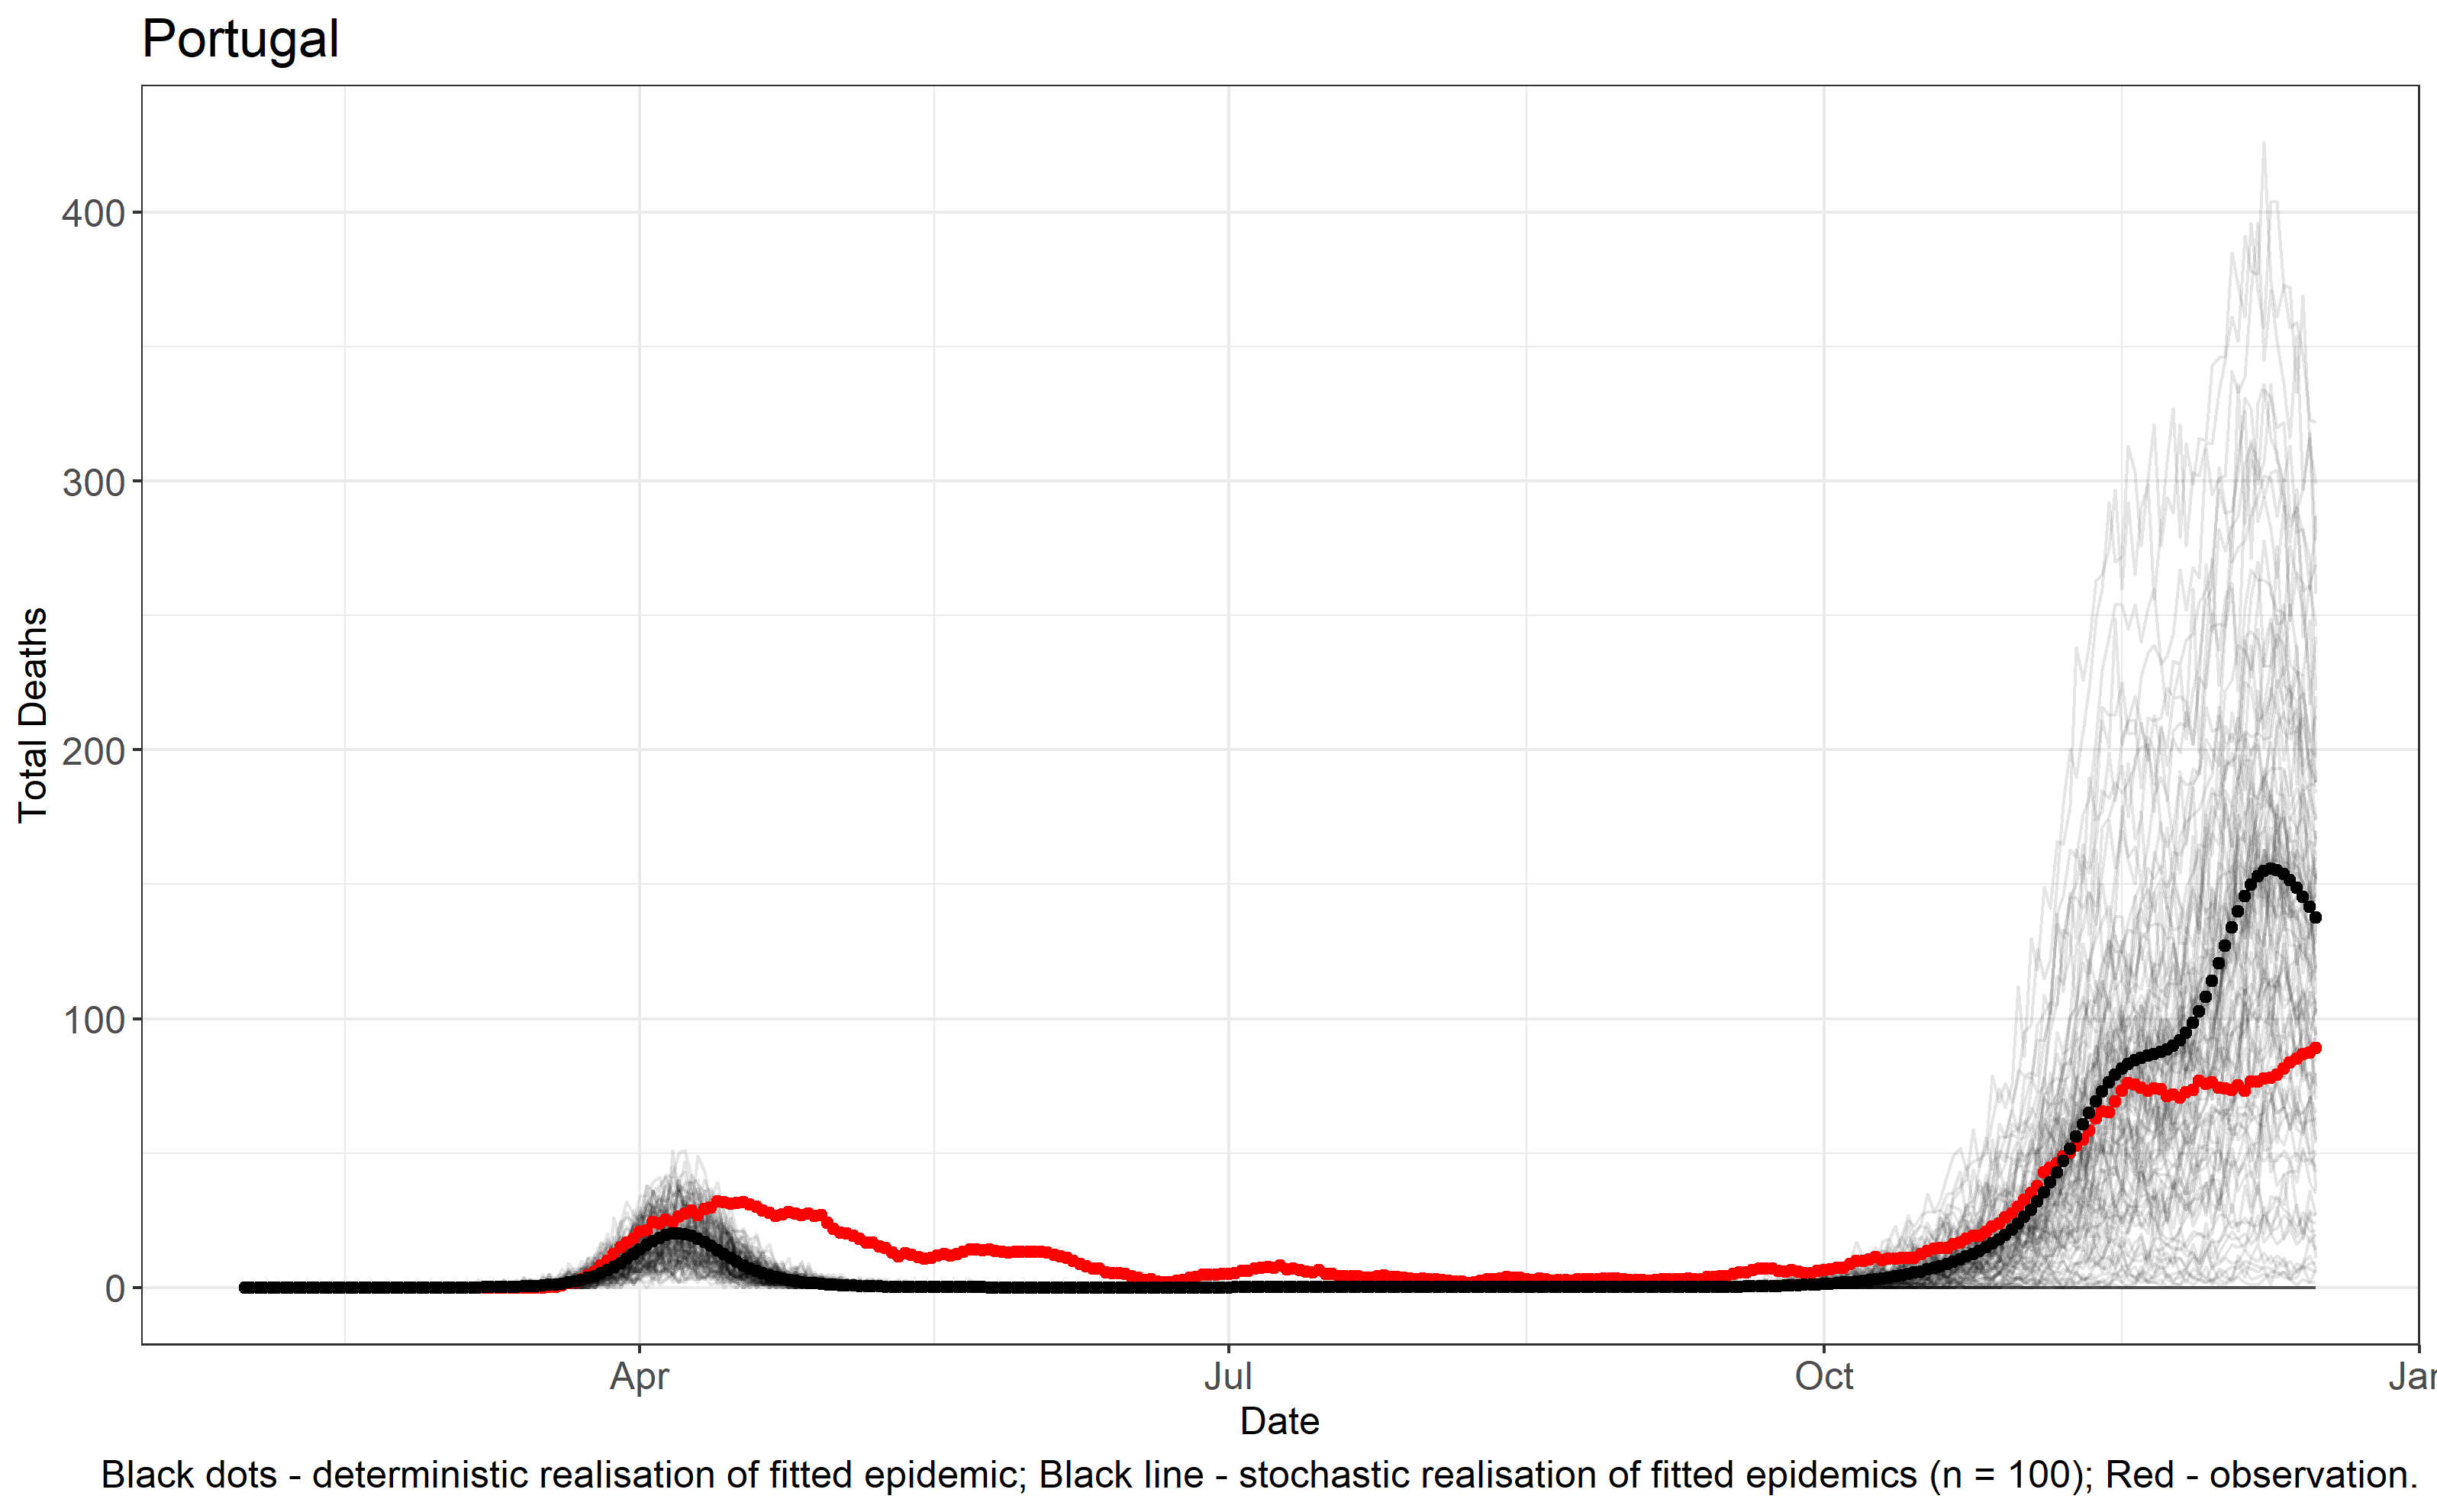 Portugal
Total Deaths
400
300
200
100
0
Apr
Jul
Oct
Jan
Date
Black dots - deterministic realisation of fitted epidemic; Black line - stochastic realisation of fitted epidemics (n = 100); Red - observation.